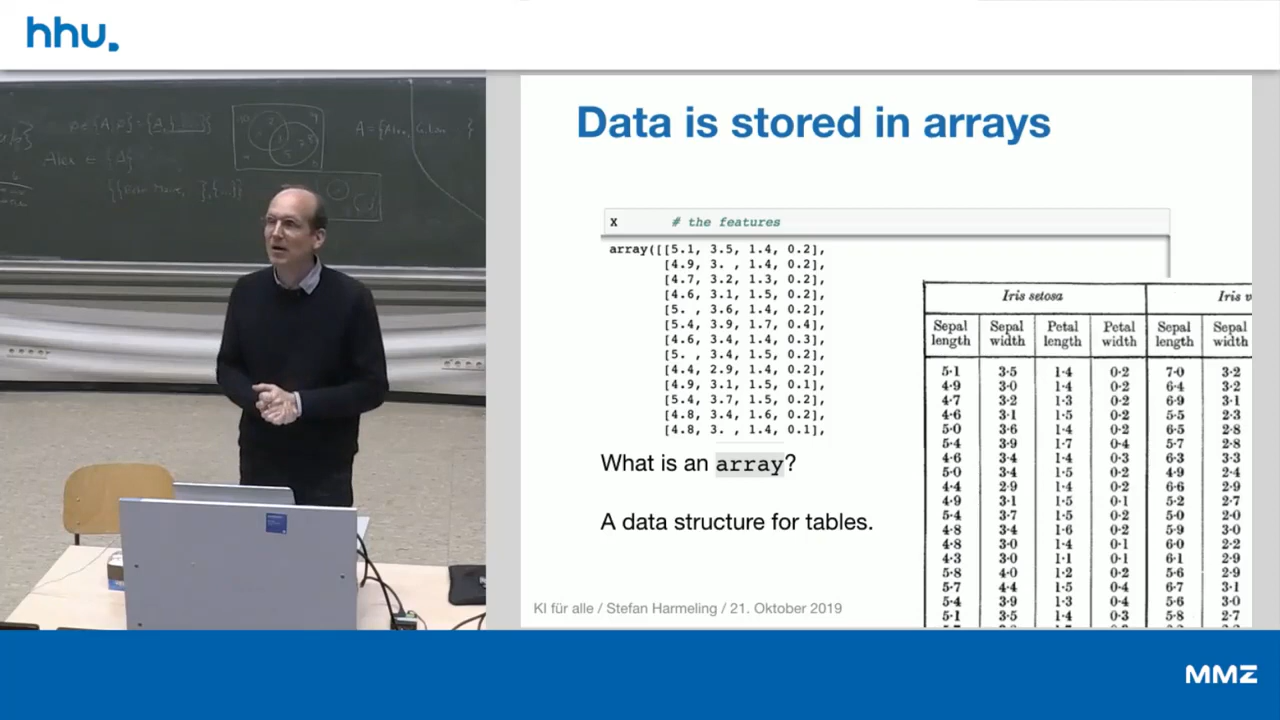 hhu.
Data is stored in arrays
X # the features
array([[5.1, 3.5, 1.4, 0.2],
[4.9, 3. , 1.4, 0.2],
[4.7, 3.2, 1.3, 0.2],
[4.6, 3.1, 1.5, 0.2],
[5. , 3.6, 1.4, 0.2],
[5.4, 3.9, 1.7, 0.4],
[4.6, 3.4, 1.4, 0.3],
[5. , 3.4, 1.5, 0.2],
[4.4, 2.9, 1.4, 0.2],
[4.9, 3.1, 1.5, 0.1],
[5.4, 3.7, 1.5, 0.2],
[4.8, 3.4, 1.6, 0.2],
[4.8, 3. , 1.4, 0.1],
What is an array?
A data structure for tables.
Iris setosa Iris v
Sepal length Sepal width Petal length Petal width Sepal length Sepal width
5·1 3·5 1·4 0·2 7·0 3·2
4·9 3·0 1·4 0·2 6·4 3·2
4·7 3·2 1·3 0·2 6·9 3·1
4·6 3·1 1·5 0·2 5·5 2·3
5·0 3·6 1·4 0·2 6·5 2·8
5·4 3·9 1·7 0·4 5·7 2·8
4·6 3·4 1·4 0·3 6·3 3·3
5·0 3·4 1·5 0·2 4·9 2·4
4·4 2·9 1·4 0·2 6·6 2·9
4·9 3·1 1·5 0·1 5·2 2·7
5·4 3·7 1·5 0·2 5·0 2·0
4·8 3·4 1·6 0·2 5·9 3·0
4·8 3·0 1·4 0·1 6·0 2·2
4·3 3·0 1·1 0·1 6·1 2·9
5·8 4·0 1·2 0·2 5·6 2·9
5·7 4·4 1·5 0·4 6·7 3·1
5·4 3·9 1·3 0·4 5·6 3·0
5·1 3·5 1·4 0·3 5·8 2·7
KI für alle / Stefan Harmeling / 21. Oktober 2019
Alex ∈
MMZ